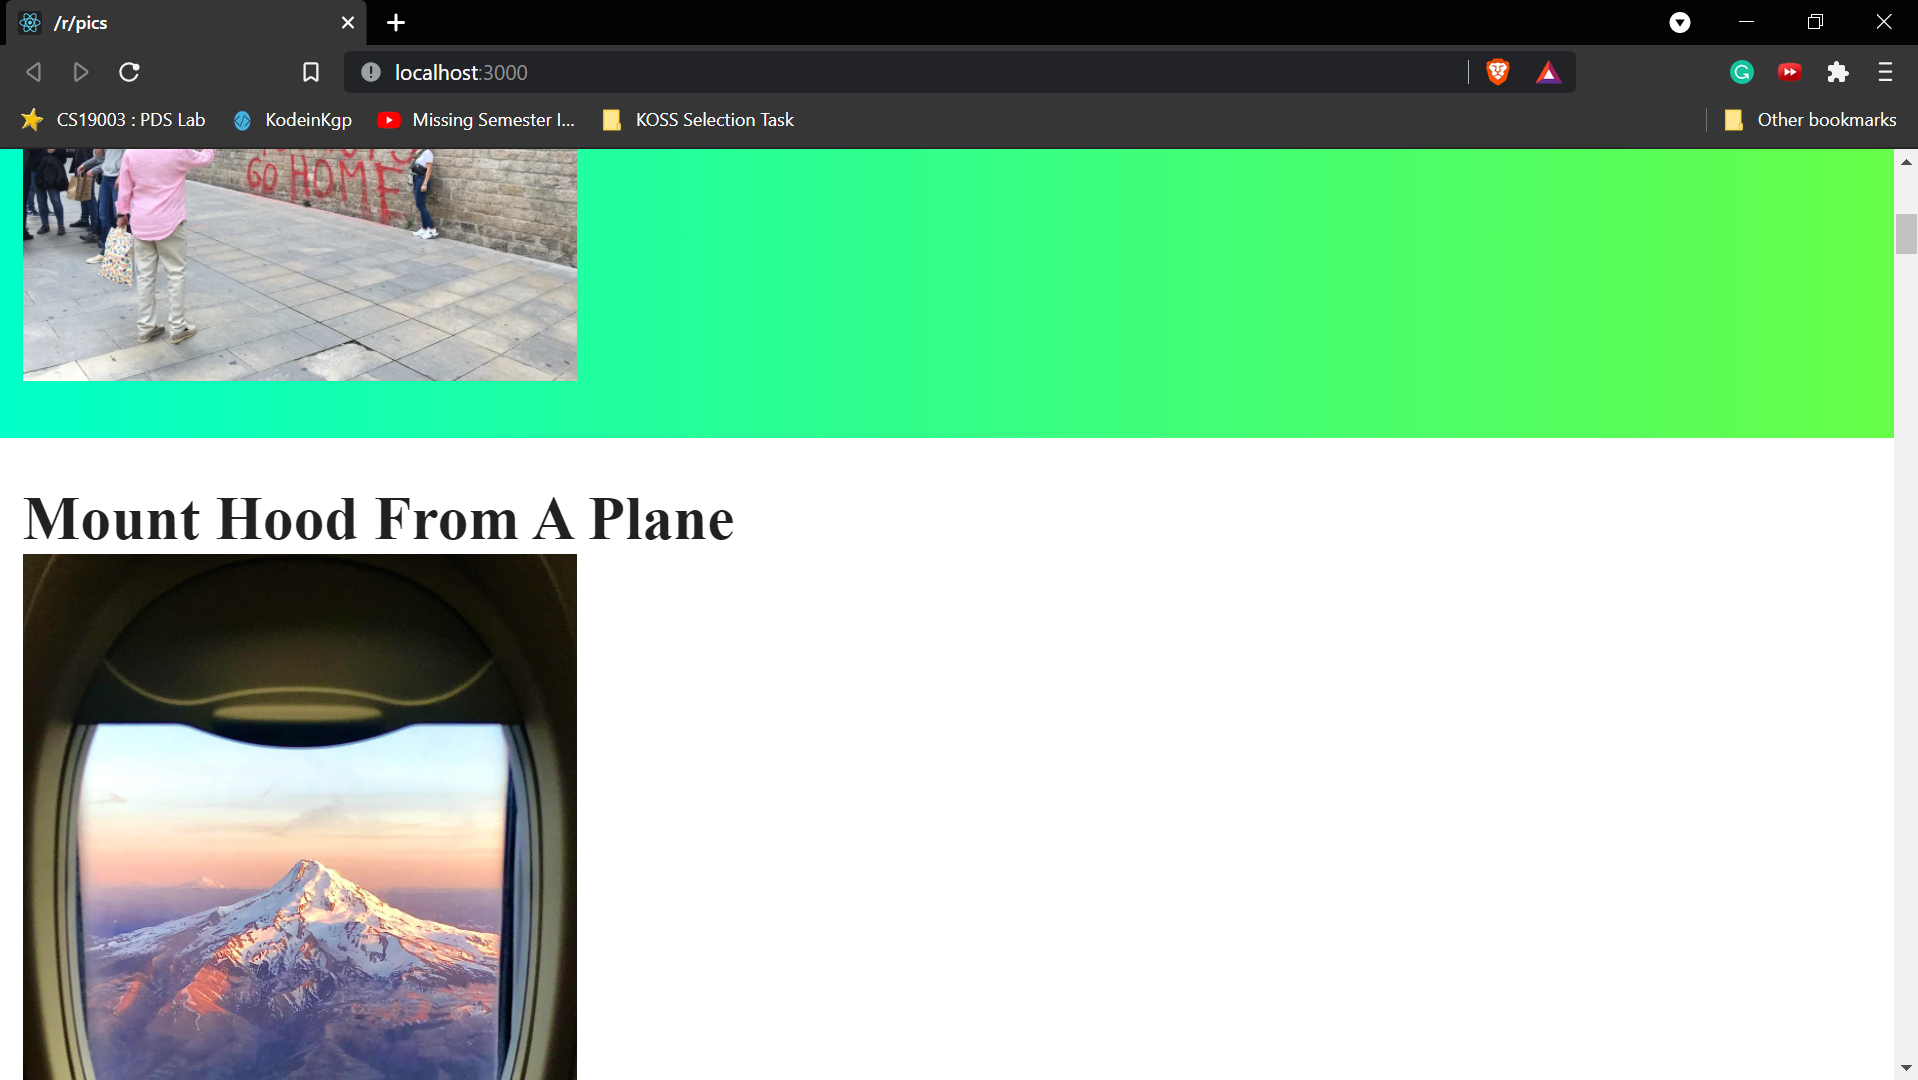 /r/pics
localhost:3000
CS19003 : PDS Lab
KodeinKgp
Missing Semester I...
KOSS Selection Task
Other bookmarks
GO HOME
Mount Hood From A Plane